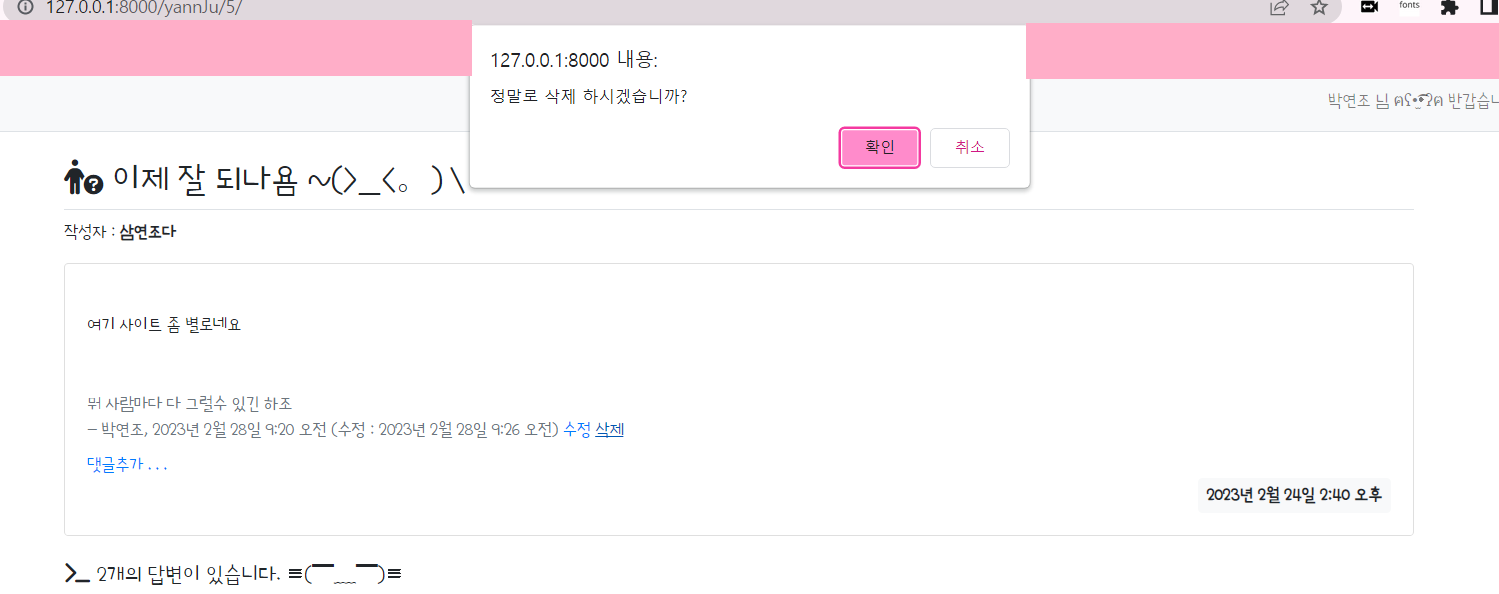 127.0.0.1:8000/yannJu/5/
fonts
127.0.0.1:8000 내용:
정말로 삭제 하시겠습니까?
확인 취소
박연조 님 반갑습니
이제 잘 되나욤 ~(>__<。)\
작성자 : 삼연조다
여기 사이트 좀 별로네요
뭐 사람마다 다 그럴수 있긴 하죠
– 박연조, 2023년 2월 28일 9:20 오전 (수정 : 2023년 2월 28일 9:26 오전) 수정 삭제
댓글추가 . . .
2023년 2월 24일 2:40 오후
2개의 답변이 있습니다. ≡(▔﹏▔)≡